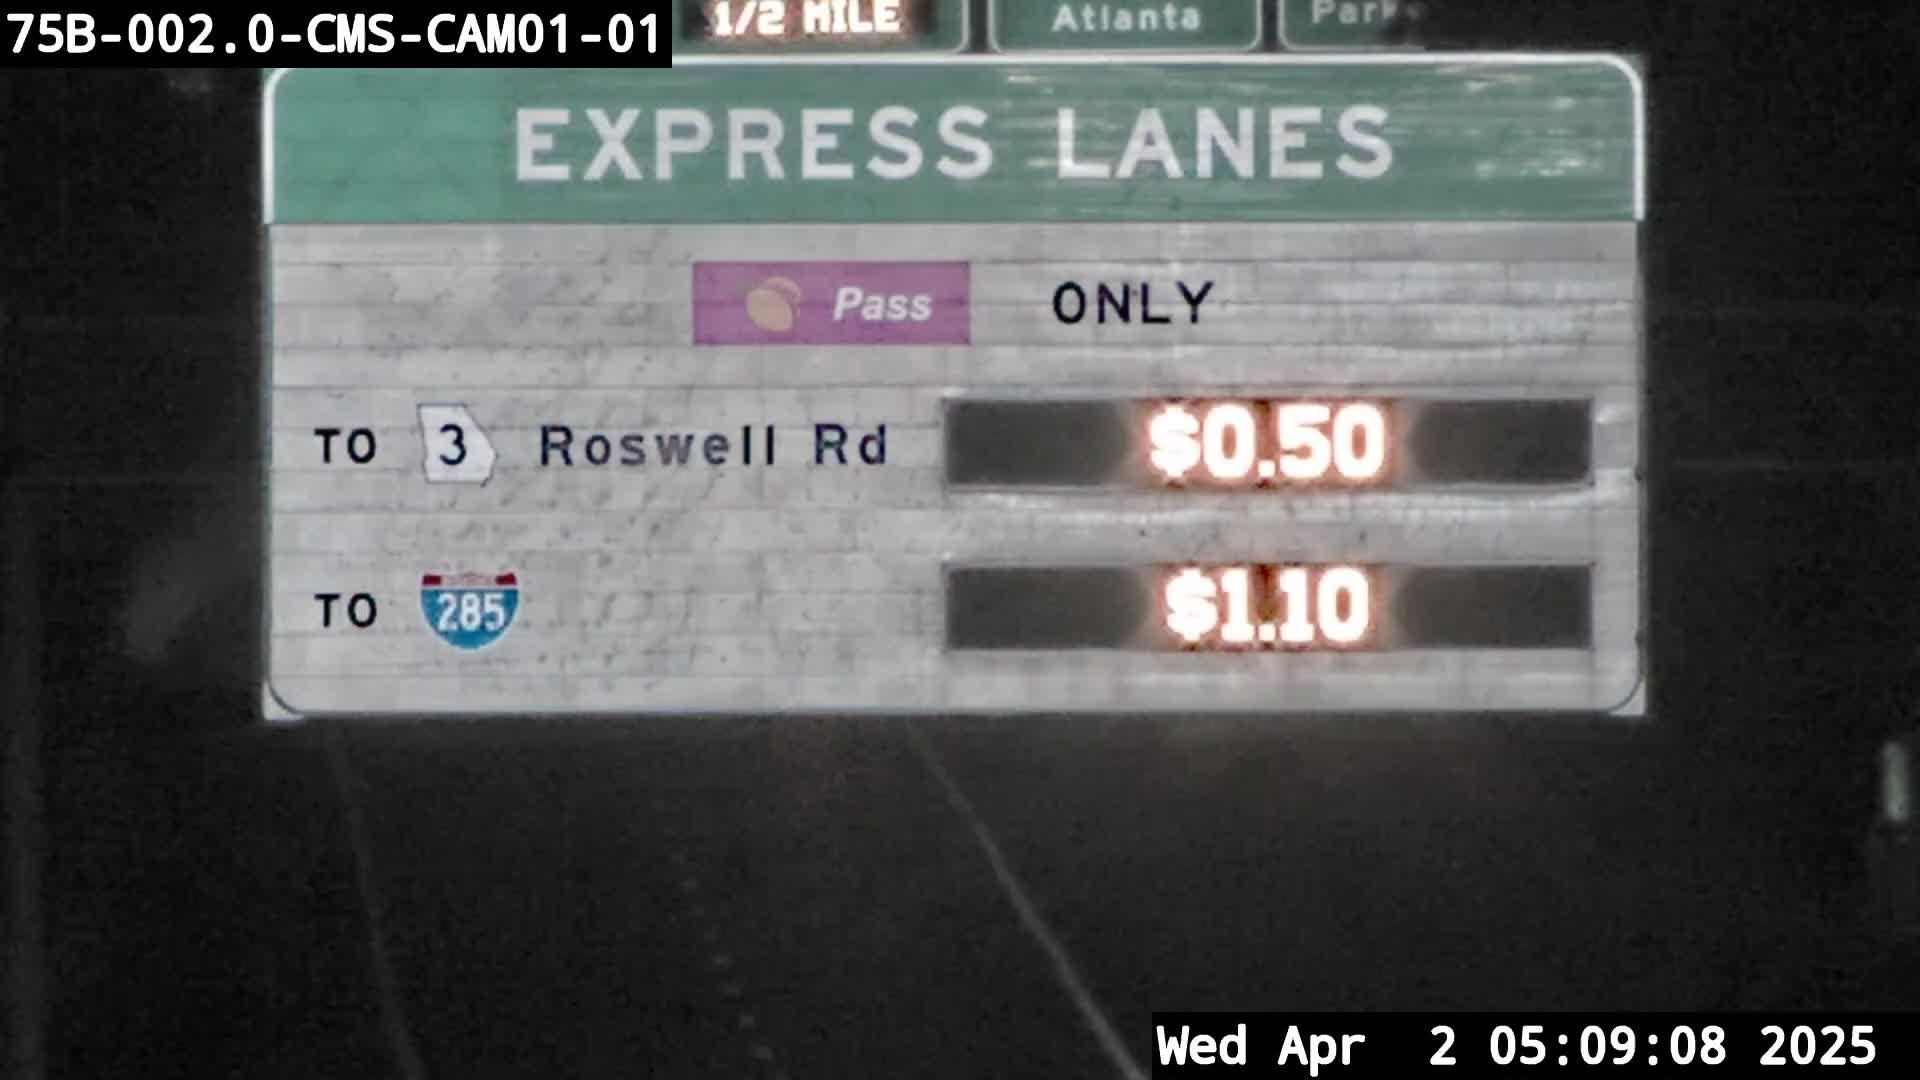 75B-002.0-CMS-CAM01-01
1/2 MILE
Atlanta
EXPRESS LANES
Pass ONLY
TO 3 Roswell Rd $0.50
TO 285 $1.10
Wed Apr 2 05:09:08 2025